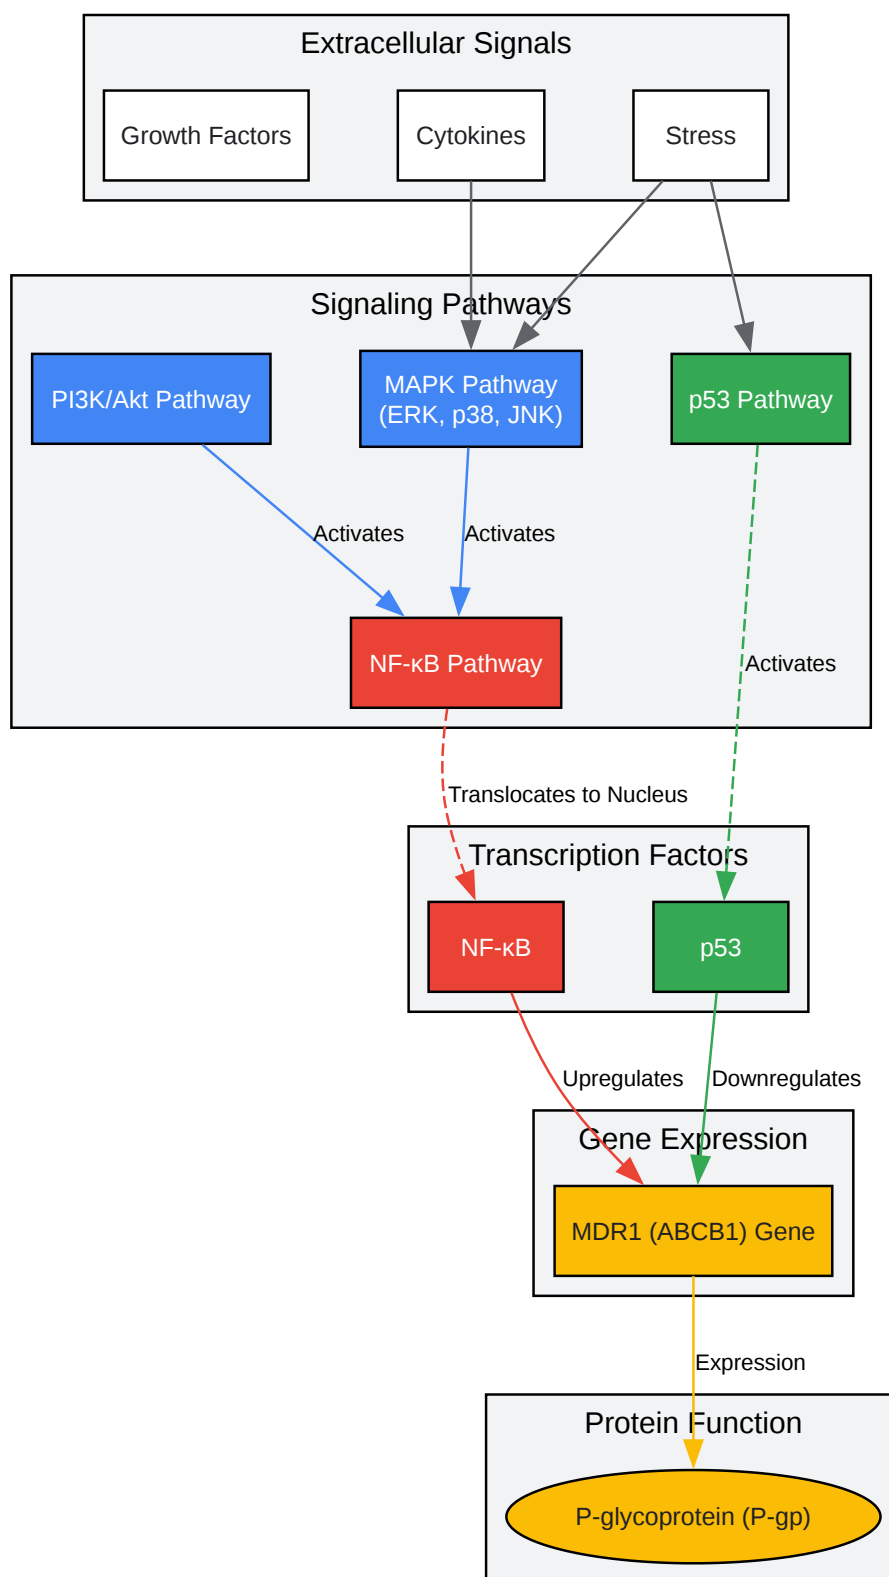 Extracellular Signals
Growth Factors
Cytokines
Stress
Signaling Pathways
PI3K/Akt Pathway
MAPK Pathway
(ERK, p38, JNK)
p53 Pathway
Activates
Activates
NF-κB Pathway
Activates
Translocates to Nucleus
Transcription Factors
NF-κB
p53
Upregulates
Downregulates
Gene Expression
MDR1 (ABCB1) Gene
Expression
Protein Function
P-glycoprotein (P-gp)